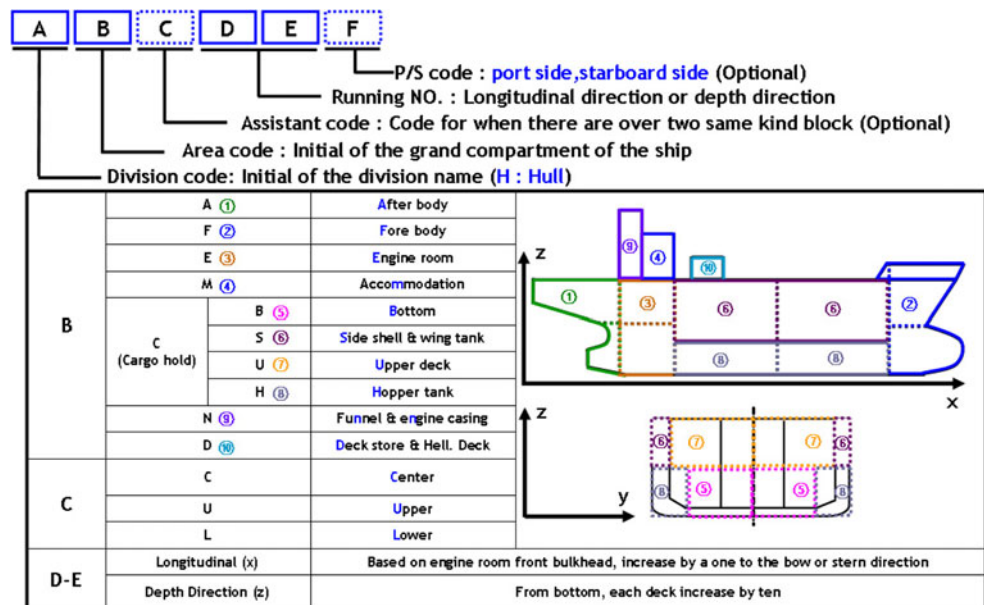 A B C D E F
P/S code : port side,starboard side (Optional)
Running NO. : Longitudinal direction or depth direction
Assistant code : Code for when there are over two same kind block (Optional)
Area code : Initial of the grand compartment of the ship
Division code: Initial of the division name (H : Hull)
B
A ① After body
F ② Fore body
E ③ Engine room
M ④ Accommodation
C
(Cargo hold)
B ⑤ Bottom
S ⑥ Side shell & wing tank
U ⑦ Upper deck
H ⑧ Hopper tank
N ⑨ Funnel & engine casing
D ⑩ Deck store & Hell. Deck
C
C Center
U Upper
L Lower
D-E
Longitudinal (x) Based on engine room front bulkhead, increase by a one to the bow or stern direction
Depth Direction (z) From bottom, each deck increase by ten
z
⑨ ④ ⑩
① ③ ⑥ ⑥ ②
⑧ ⑧
x
z
⑥ ⑦ ⑦ ⑥
⑧ ⑤ ⑤ ⑧
y